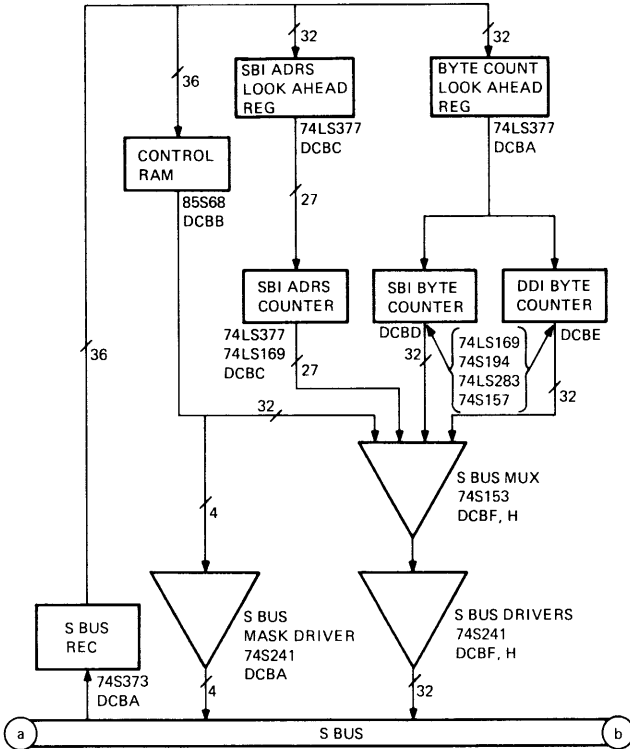 32
32
36
SBI ADRS
LOOK AHEAD
REG
BYTE COUNT
LOOK AHEAD
REG
74LS377
DCBC
74LS377
DCBA
CONTROL
RAM
85S68
DCBB
27
SBI ADRS
COUNTER
SBI BYTE
COUNTER
DDI BYTE
COUNTER
74LS377
74LS169
DCBC
DCBD
DCBE
74LS169
74S194
74LS283
74S157
36
27
32
32
32
S BUS MUX
74S153
DCBF, H
4
S BUS
REC
S BUS
MASK DRIVER
74S241
DCBA
S BUS DRIVERS
74S241
DCBF, H
74S373
DCBA
4
32
a
S BUS
b